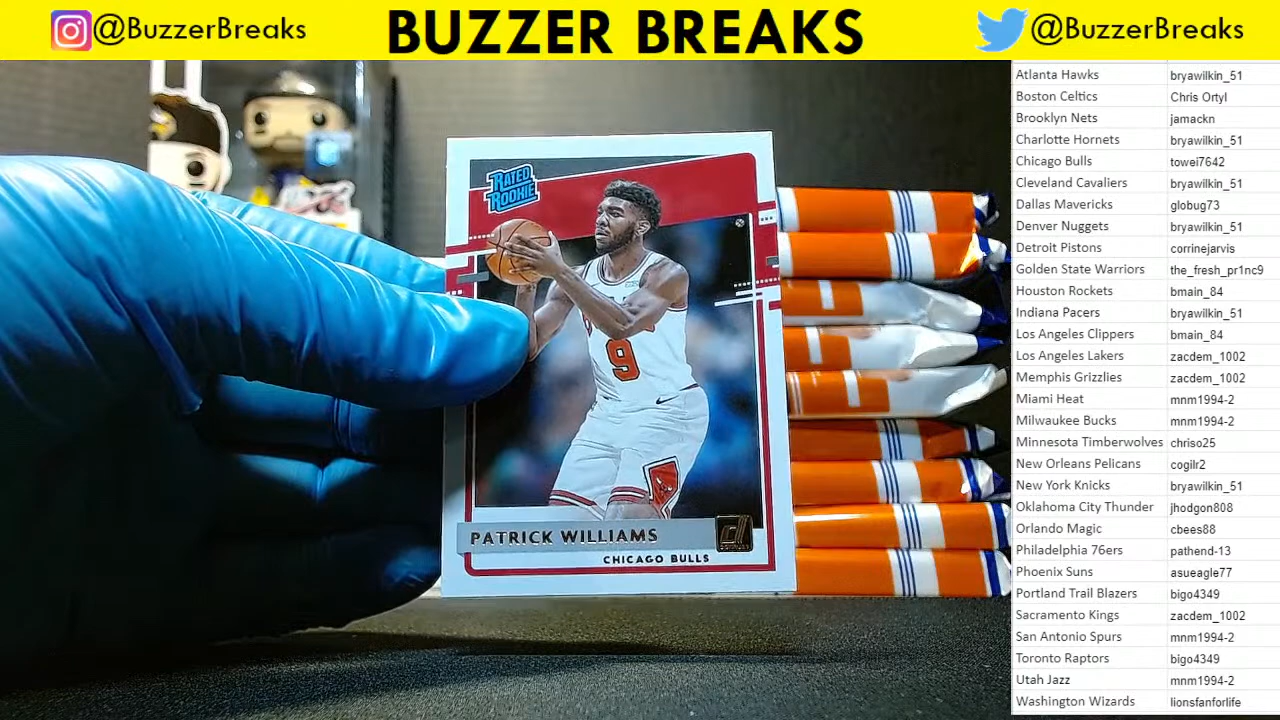 @BuzzerBreaks
BUZZER BREAKS
@BuzzerBreaks
RATED
ROOKIE
9
PATRICK WILLIAMS
CHICAGO BULLS
Atlanta Hawks bryawilkin_51
Boston Celtics Chris Ortyl
Brooklyn Nets jamackn
Charlotte Hornets bryawilkin_51
Chicago Bulls towei7642
Cleveland Cavaliers bryawilkin_51
Dallas Mavericks globug73
Denver Nuggets bryawilkin_51
Detroit Pistons corrinejarvis
Golden State Warriors the_fresh_pr1nc9
Houston Rockets bmain_84
Indiana Pacers bryawilkin_51
Los Angeles Clippers bmain_84
Los Angeles Lakers zacdem_1002
Memphis Grizzlies zacdem_1002
Miami Heat mnm1994-2
Milwaukee Bucks mnm1994-2
Minnesota Timberwolves chriso25
New Orleans Pelicans cogilr2
New York Knicks bryawilkin_51
Oklahoma City Thunder jhodgon808
Orlando Magic cbees88
Philadelphia 76ers pathend-13
Phoenix Suns asueagle77
Portland Trail Blazers bigo4349
Sacramento Kings zacdem_1002
San Antonio Spurs mnm1994-2
Toronto Raptors bigo4349
Utah Jazz mnm1994-2
Washington Wizards lionsfanforlife